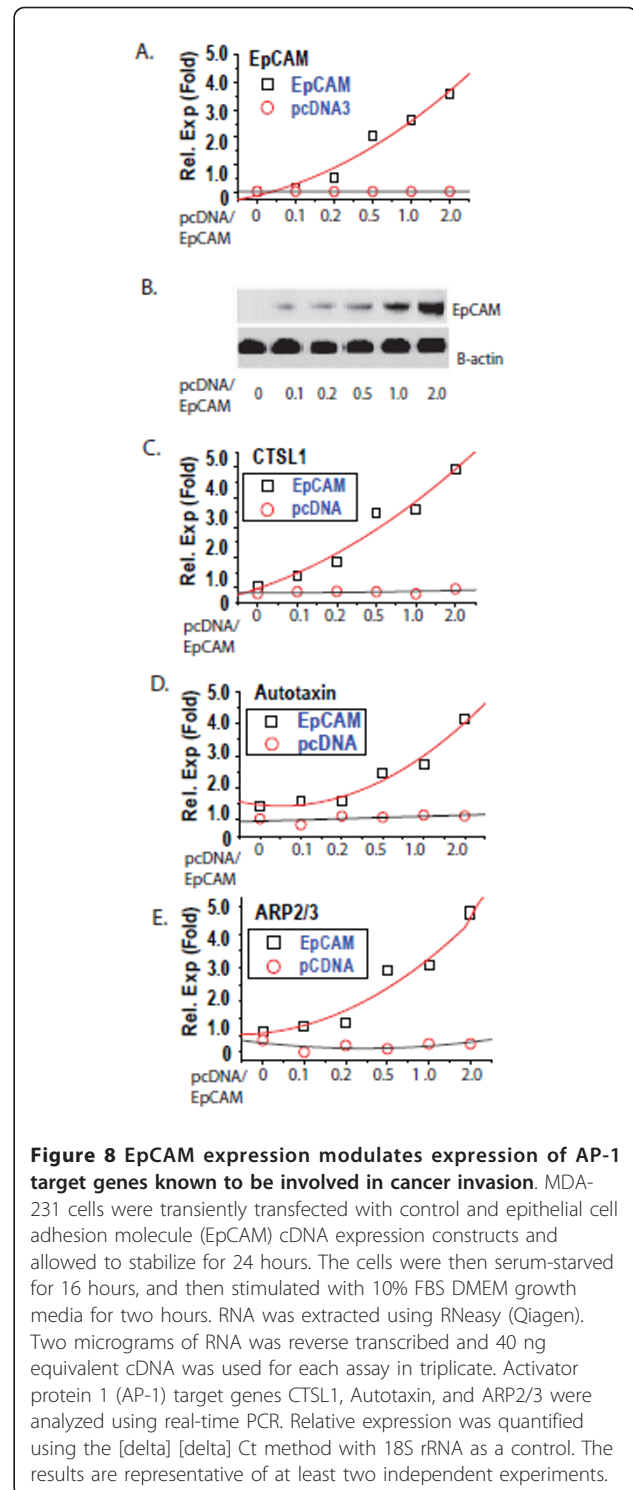 A.
EpCAM
EpCAM
pcDNA3
Rel. Exp (Fold)
5.0
4.0
3.0
2.0
1.0
0
pcDNA/
EpCAM
0 0.1 0.2 0.5 1.0 2.0
B.
EpCAM
B-actin
pcDNA/
EpCAM
0 0.1 0.2 0.5 1.0 2.0
C.
CTSL1
EpCAM
pcDNA
Rel. Exp (Fold)
5.0
4.0
3.0
2.0
1.0
0
pcDNA/
EpCAM
0 0.1 0.2 0.5 1.0 2.0
D.
Autotaxin
EpCAM
pcDNA
Rel. Exp (Fold)
5.0
4.0
3.0
2.0
1.0
0
pcDNA/
EpCAM
0 0.1 0.2 0.5 1.0 2.0
E.
ARP2/3
EpCAM
pCDNA
Rel. Exp (Fold)
5.0
4.0
3.0
2.0
1.0
0
pcDNA/
EpCAM
0 0.1 0.2 0.5 1.0 2.0
Figure 8 EpCAM expression modulates expression of AP-1
target genes known to be involved in cancer invasion. MDA-
231 cells were transiently transfected with control and epithelial cell
adhesion molecule (EpCAM) cDNA expression constructs and
allowed to stabilize for 24 hours. The cells were then serum-starved
for 16 hours, and then stimulated with 10% FBS DMEM growth
media for two hours. RNA was extracted using RNeasy (Qiagen).
Two micrograms of RNA was reverse transcribed and 40 ng
equivalent cDNA was used for each assay in triplicate. Activator
protein 1 (AP-1) target genes CTSL1, Autotaxin, and ARP2/3 were
analyzed using real-time PCR. Relative expression was quantified
using the [delta] [delta] Ct method with 18S rRNA as a control. The
results are representative of at least two independent experiments.